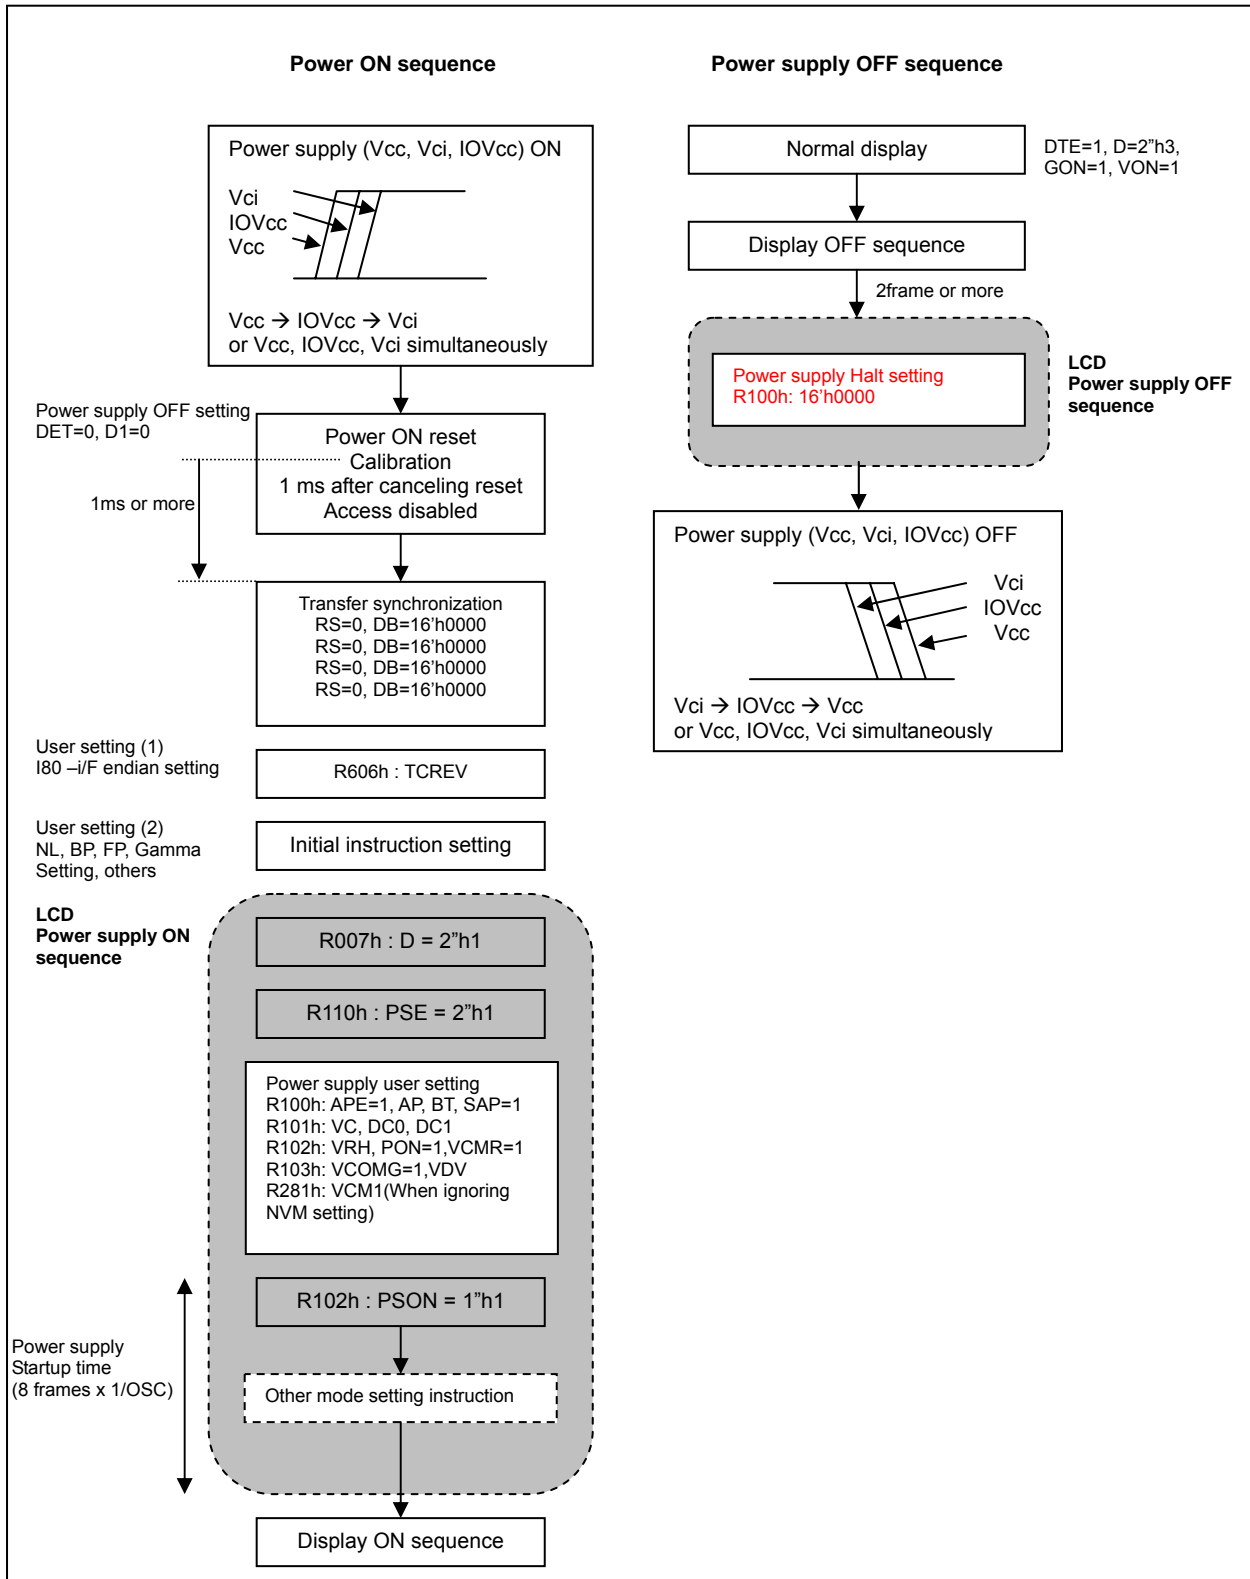 Power ON sequence
Power supply (Vcc, Vci, IOVcc) ON
Vci
IOVcc
Vcc
Vcc → IOVcc → Vci
or Vcc, IOVcc, Vci simultaneously
Power supply OFF setting
DET=0, D1=0
1ms or more
Power ON reset
Calibration
1 ms after canceling reset
Access disabled
Transfer synchronization
RS=0, DB=16’h0000
RS=0, DB=16’h0000
RS=0, DB=16’h0000
RS=0, DB=16’h0000
User setting (1)
I80 –i/F endian setting
R606h : TCREV
User setting (2)
NL, BP, FP, Gamma
Setting, others
Initial instruction setting
LCD
Power supply ON
sequence
R007h : D = 2”h1
R110h : PSE = 2”h1
Power supply user setting
R100h: APE=1, AP, BT, SAP=1
R101h: VC, DC0, DC1
R102h: VRH, PON=1,VCMR=1
R103h: VCOMG=1,VDV
R281h: VCM1(When ignoring
NVM setting)
R102h : PSON = 1”h1
Power supply
Startup time
(8 frames x 1/OSC)
Other mode setting instruction
Display ON sequence
Power supply OFF sequence
Normal display
DTE=1, D=2”h3,
GON=1, VON=1
Display OFF sequence
2frame or more
Power supply Halt setting
R100h: 16’h0000
LCD
Power supply OFF
sequence
Power supply (Vcc, Vci, IOVcc) OFF
Vci
IOVcc
Vcc
Vci → IOVcc → Vcc
or Vcc, IOVcc, Vci simultaneously